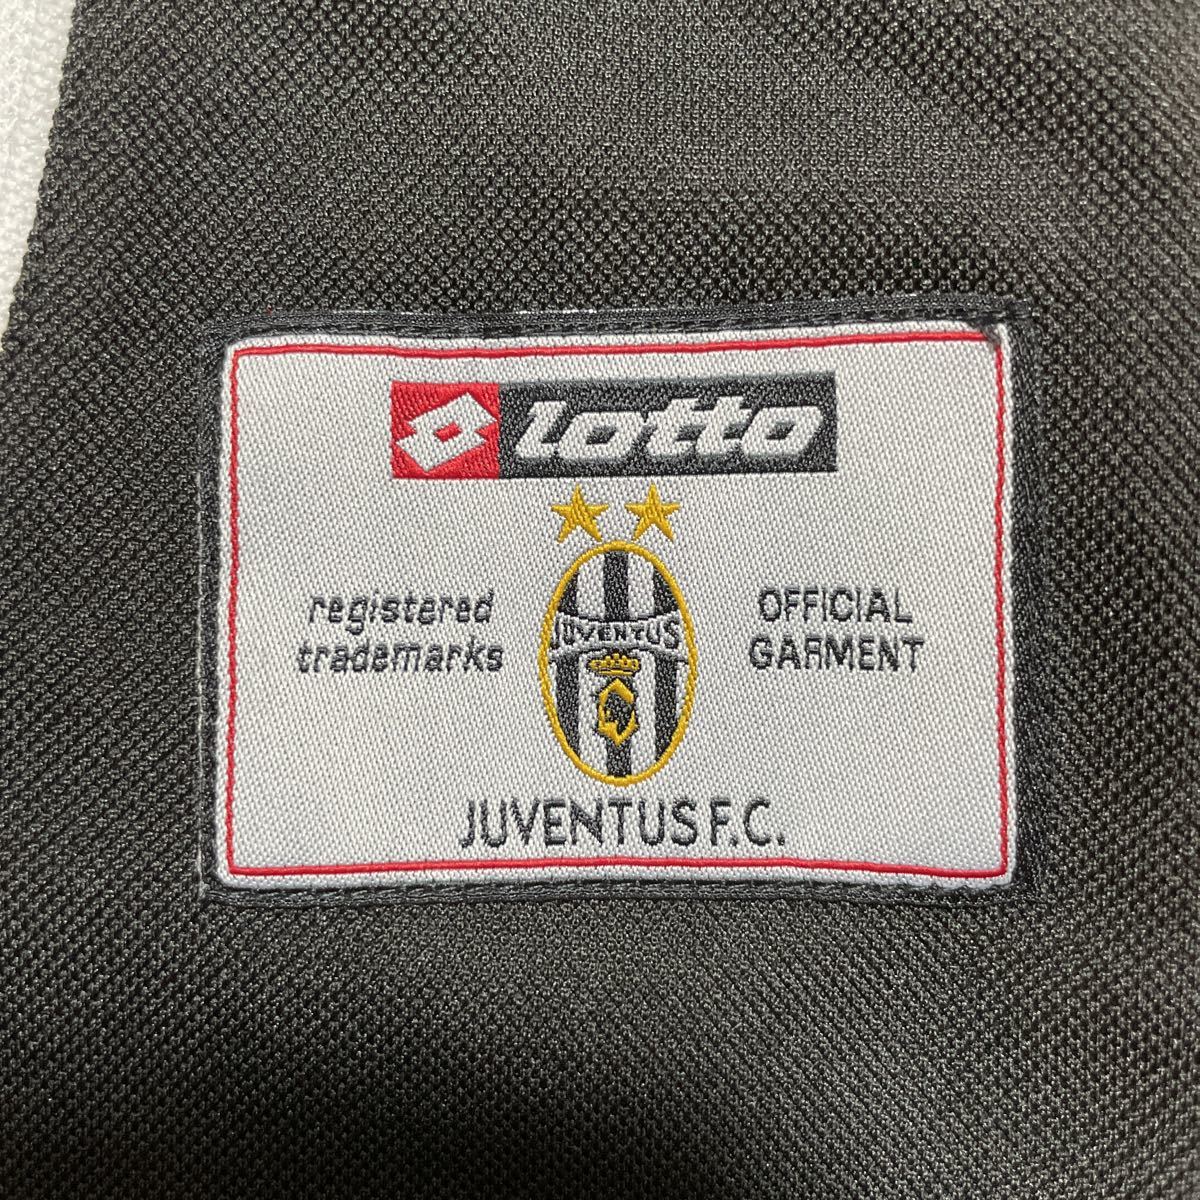 lotto
registered
trademarks
JUVENTUS
OFFICIAL
GARMENT
JUVENTUS F.C.